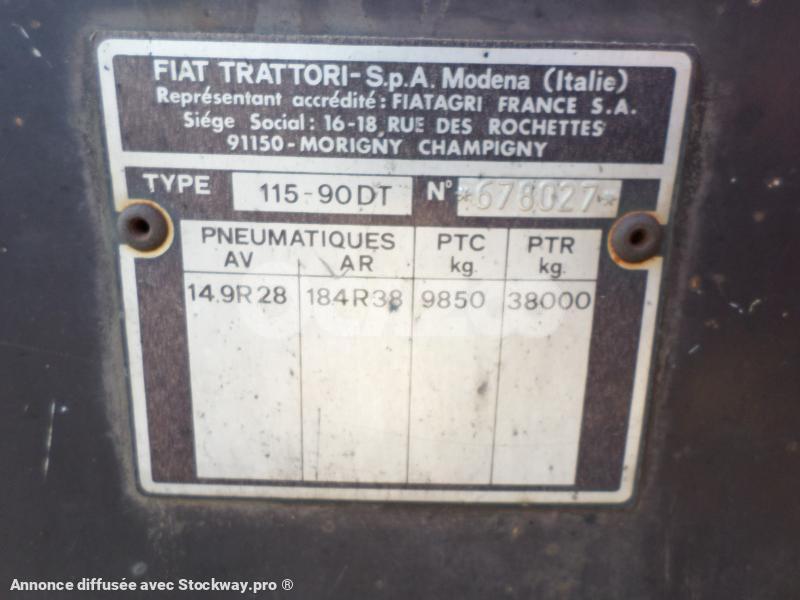 FIAT TRATTORI-S.p.A. Modena (Italie)
Représentant accrédité: FIATAGRI FRANCE S.A.
Siége Social: 16-18 RUE DES ROCHETTES
91150-MORIGNY CHAMPIGNY
TYPE 115-90DT N° *678027*
PNEUMATIQUES PTC PTR
AV AR kg. kg.
14.9R28 184R38 9850 38000
Annonce diffusée avec Stockway.pro ®